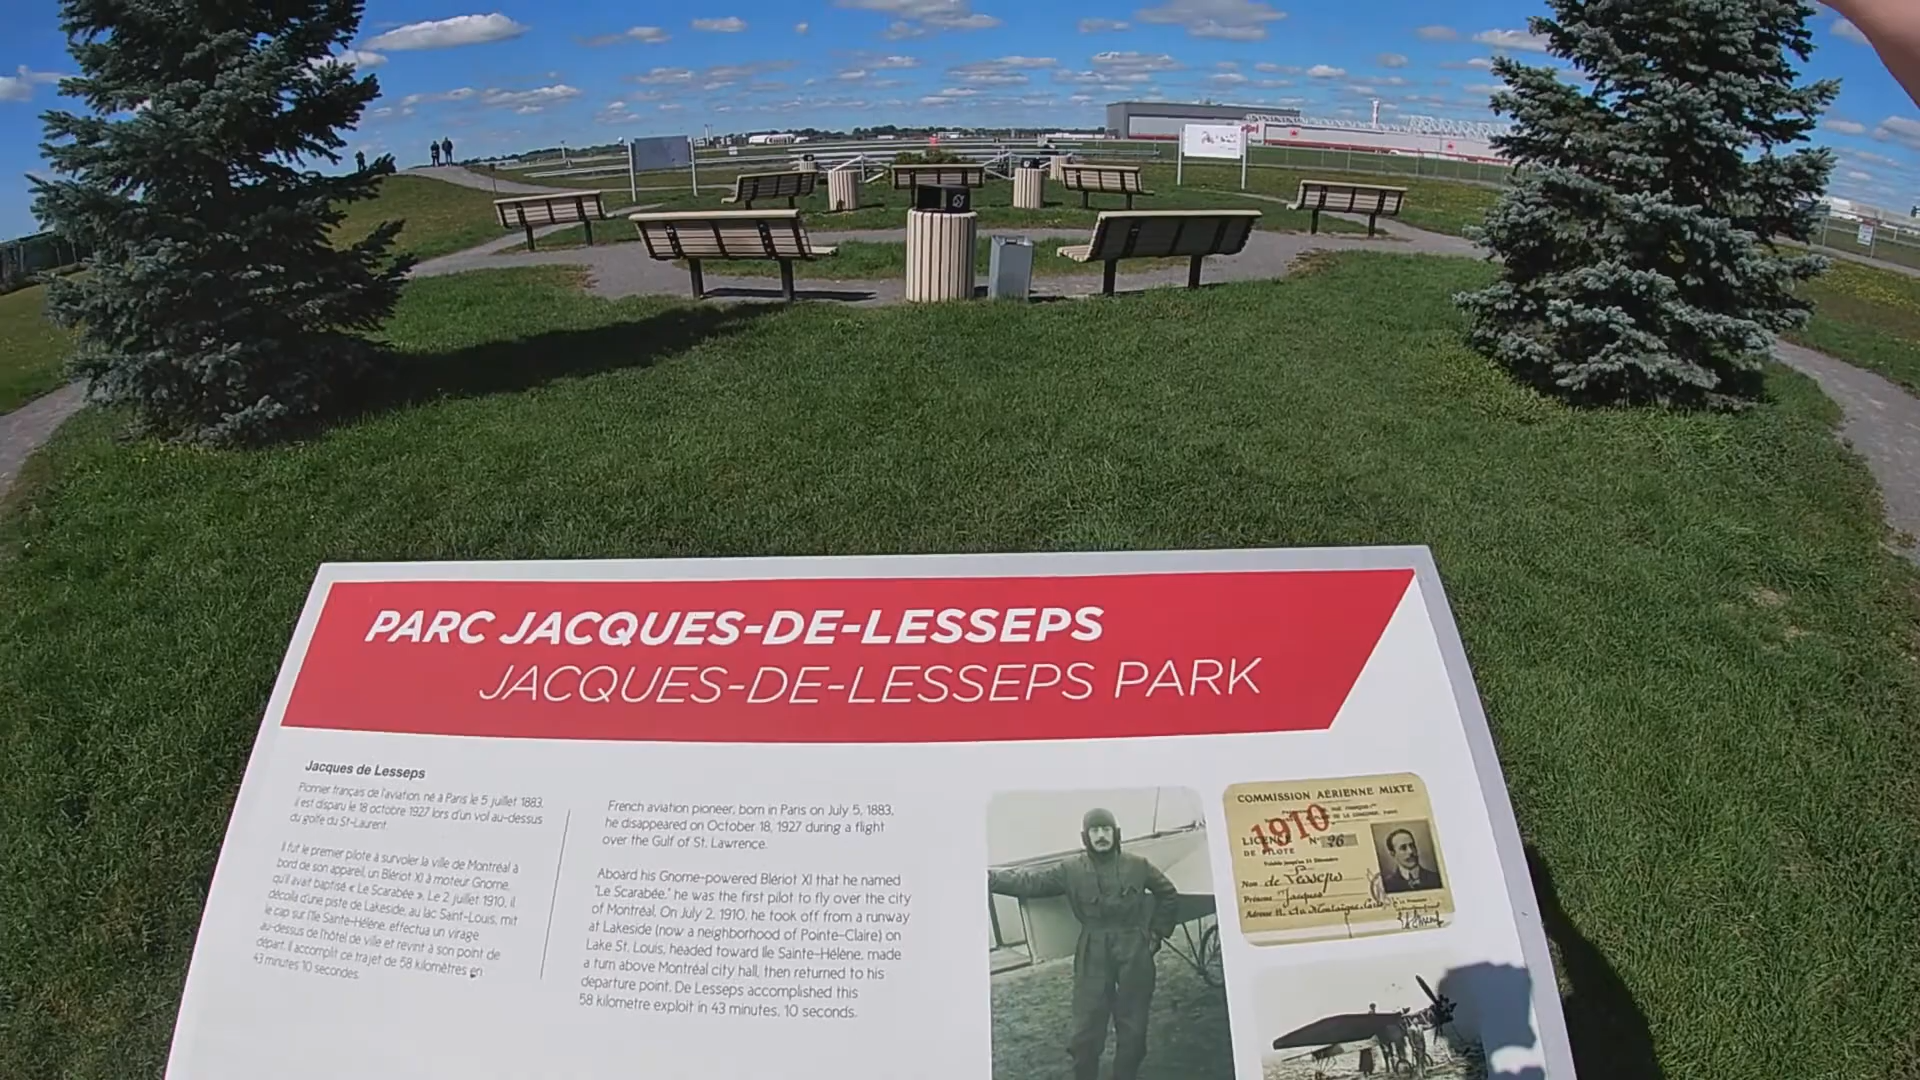 PARC JACQUES-DE-LESSEPS
JACQUES-DE-LESSEPS PARK
Jacques de Lesseps
Pionnier français de l'aviation, né à Paris le 5 juillet 1883,
il est disparu le 18 octobre 1927 lors d'un vol au-dessus
du golfe du St-Laurent.
Il fut le premier pilote à survoler la ville de Montréal à
bord de son appareil, un Blériot XI à moteur Gnome,
qu'il avait baptisé « Le Scarabée ». Le 2 juillet 1910, il
décolla d'une piste de Lakeside, au lac Saint-Louis, mit
le cap sur l'île Sainte-Hélène, effectua un virage
au-dessus de l'hôtel de ville et revint à son point de
départ. Il accomplit ce trajet de 58 kilomètres en
43 minutes 10 secondes.
French aviation pioneer, born in Paris on July 5, 1883,
he disappeared on October 18, 1927 during a flight
over the Gulf of St. Lawrence.
Aboard his Gnome-powered Blériot XI that he named
"Le Scarabée," he was the first pilot to fly over the city
of Montréal. On July 2, 1910, he took off from a runway
at Lakeside (now a neighborhood of Pointe-Claire) on
Lake St. Louis, headed toward Ile Sainte-Hélène, made
a turn above Montréal city hall, then returned to his
departure point. De Lesseps accomplished this
58 kilometre exploit in 43 minutes, 10 seconds.
COMMISSION AÉRIENNE MIXTE
1910
LICENCE
DE PILOTE N° 26
Nom de Lesseps
Prénoms Jacques
Adresse